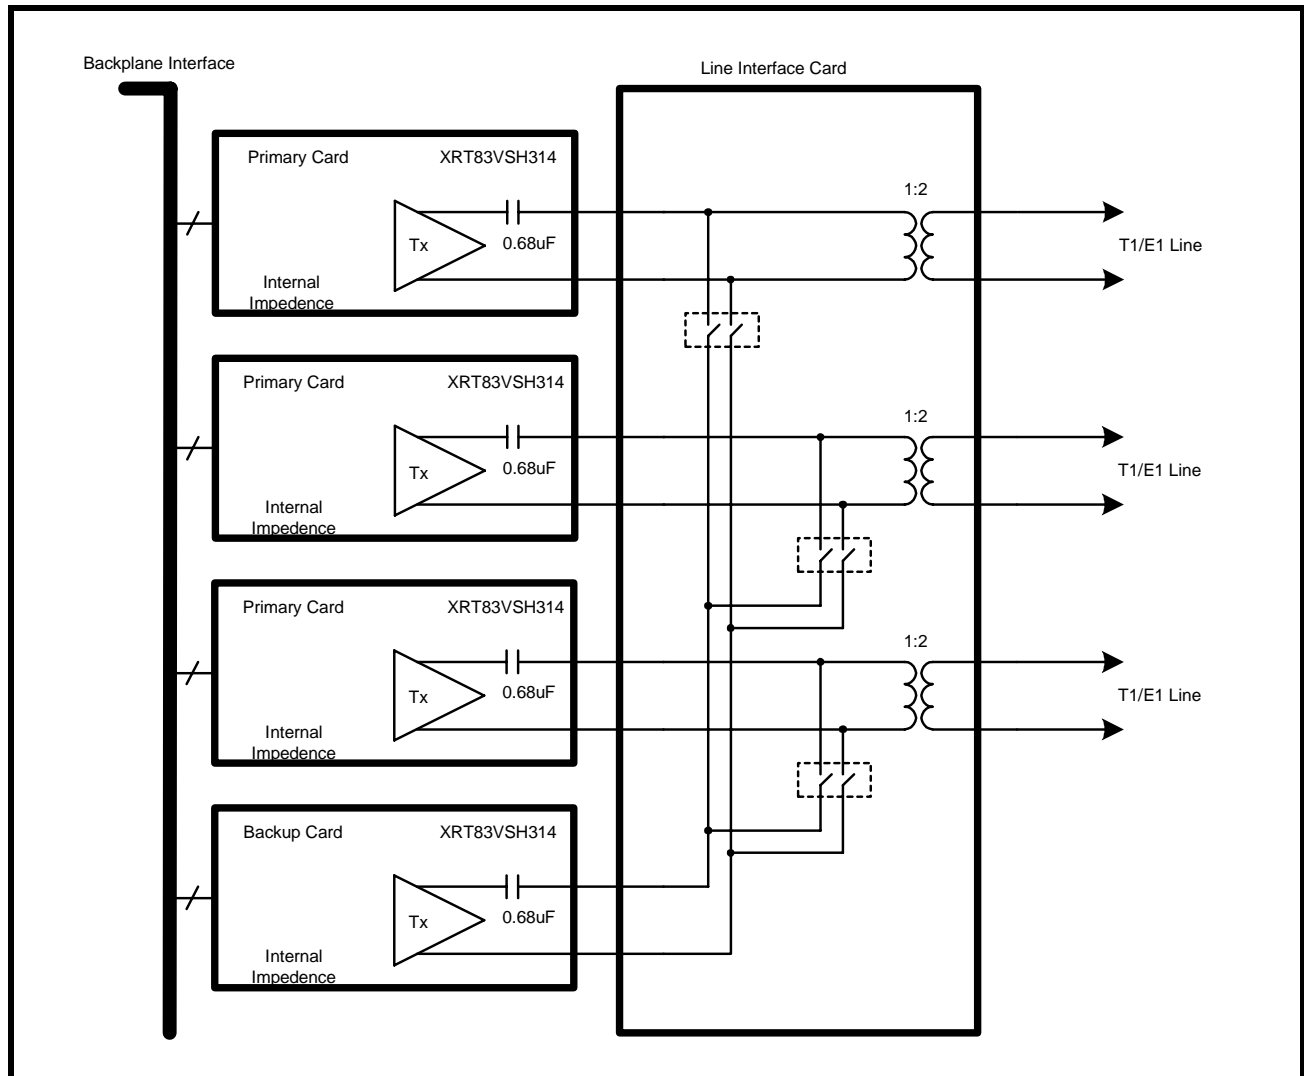 Backplane Interface
Line Interface Card
Primary Card XRT83VSH314
Tx
0.68uF
Internal
Impedence
1:2
T1/E1 Line
Primary Card XRT83VSH314
Tx
0.68uF
Internal
Impedence
1:2
T1/E1 Line
Primary Card XRT83VSH314
Tx
0.68uF
Internal
Impedence
1:2
T1/E1 Line
Backup Card XRT83VSH314
Tx
0.68uF
Internal
Impedence